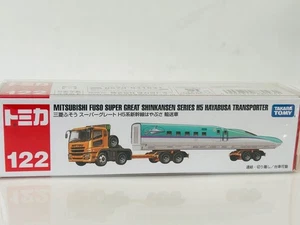 トミカ
122
MITSUBISHI FUSO SUPER GREAT SHINKANSEN SERIES H5 HAYABUSA TRANSPORTER
三菱ふそう スーパーグレート H5系新幹線はやぶさ 輸送車
TAKARA TOMY